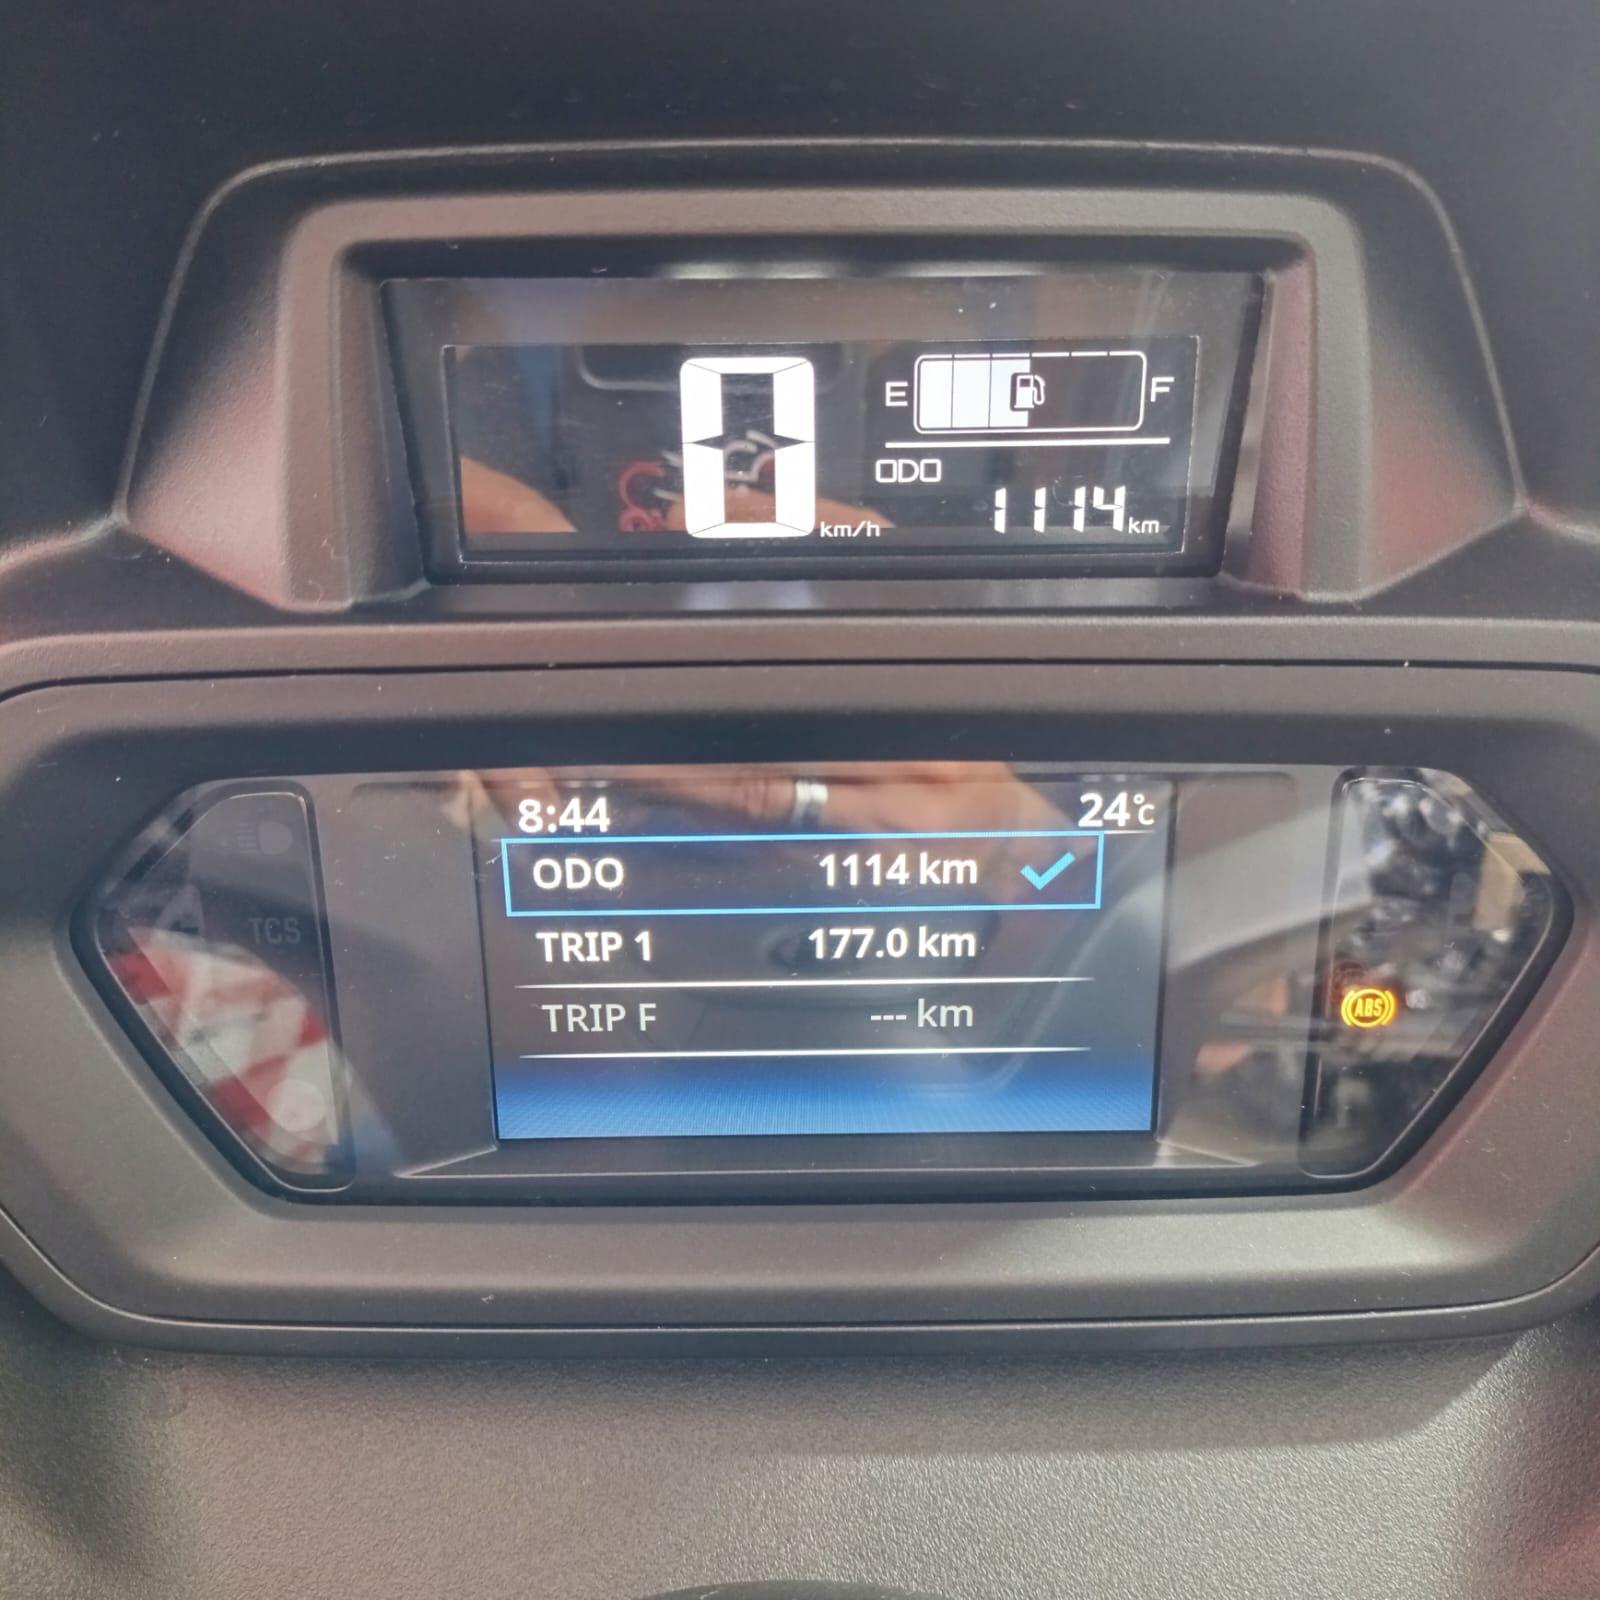 0 km/h
E F
ODO
1114 km
8:44 24°C
ODO 1114 km
TRIP 1 177.0 km
TRIP F --- km
TCS
ABS